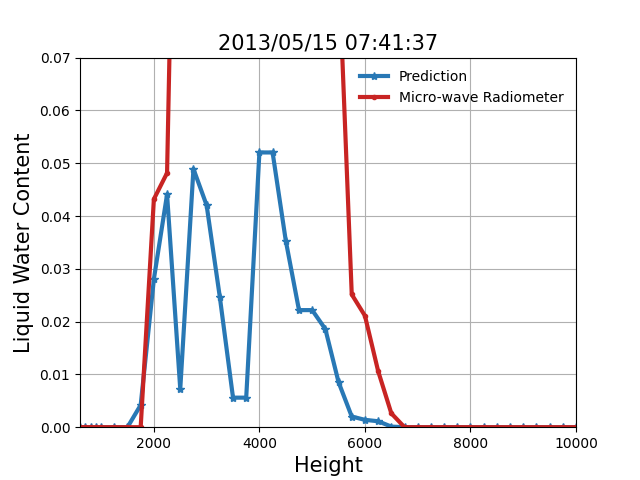 2013/05/15 07:41:37
0.07
0.06
0.05
0.04
0.03
0.02
0.01
0.00
Liquid Water Content
Prediction
Micro-wave Radiometer
2000 4000 6000 8000 10000
Height